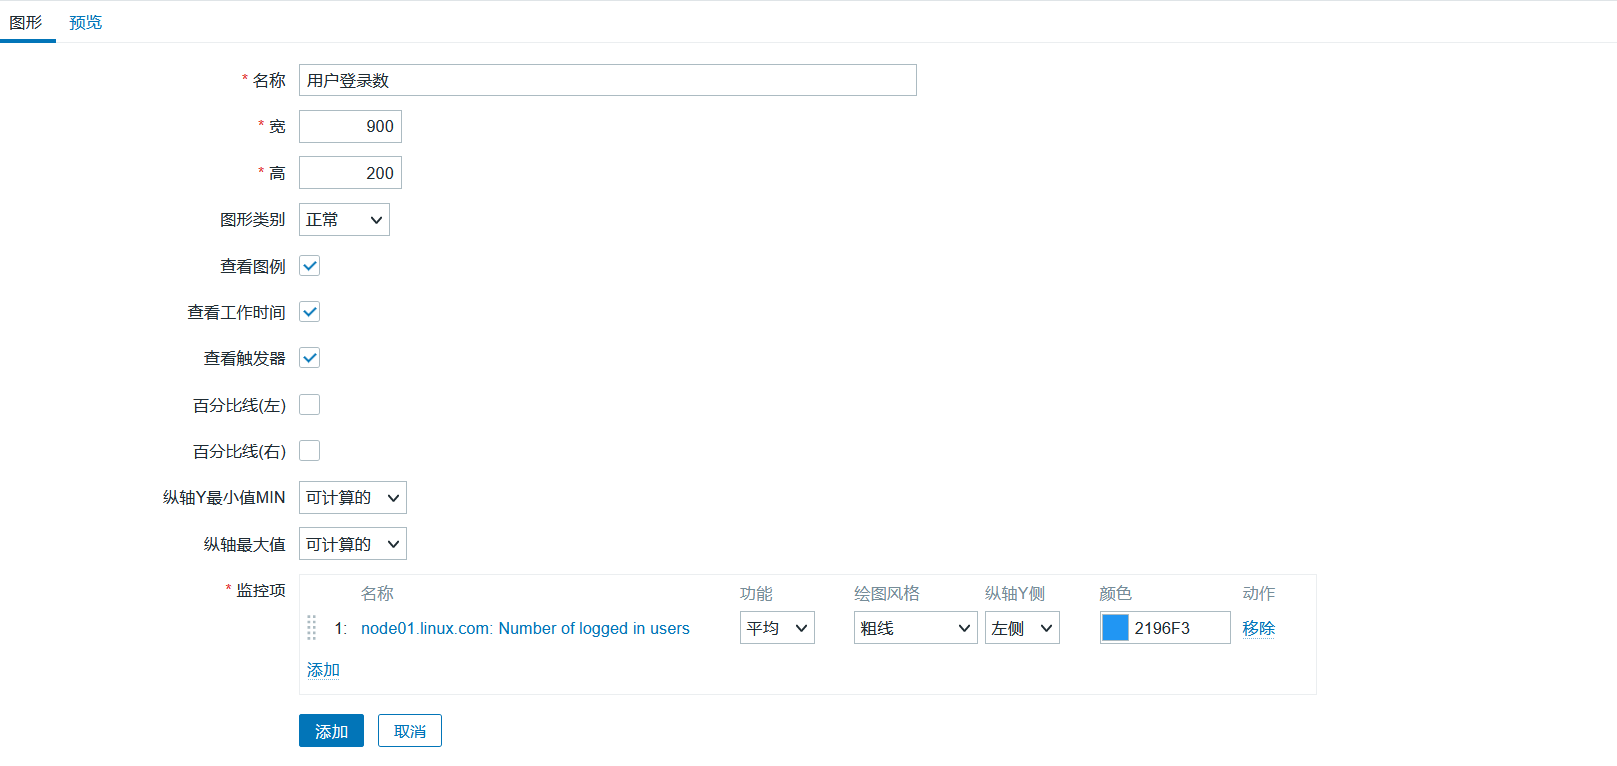 图形 预览
* 名称 用户登录数
* 宽 900
* 高 200
图形类别 正常
查看图例
查看工作时间
查看触发器
百分比线(左)
百分比线(右)
纵轴Y最小值MIN 可计算的
纵轴最大值 可计算的
* 监控项 名称 功能 绘图风格 纵轴Y侧 颜色 动作
1: node01.linux.com: Number of logged in users 平均 粗线 左侧 2196F3 移除
添加
添加 取消